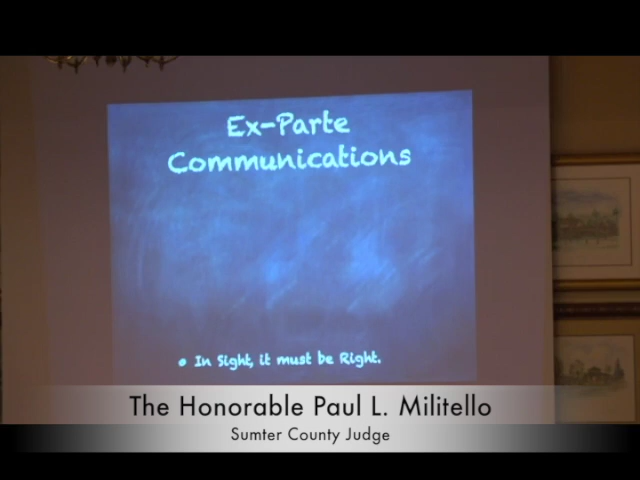 Ex-Parte
Communications
• In Sight, it must be Right.
The Honorable Paul L. Militello
Sumter County Judge